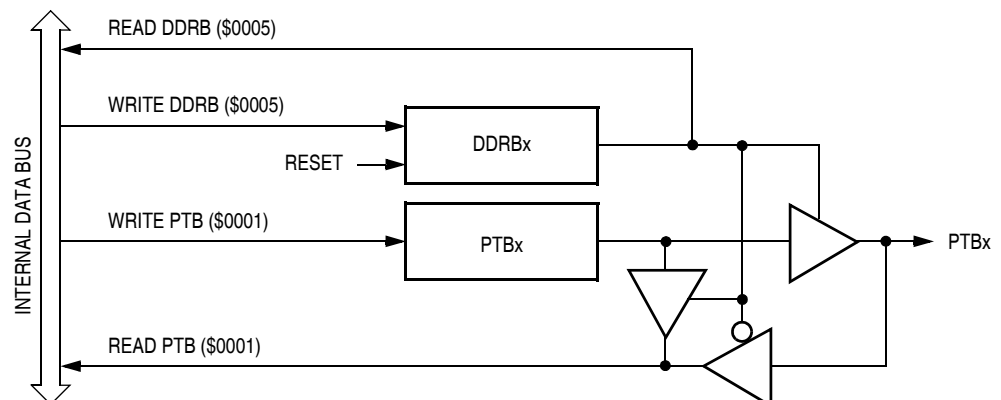 READ DDRB ($0005)
WRITE DDRB ($0005)
DDRBx
RESET
INTERNAL DATA BUS
WRITE PTB ($0001)
PTBx
PTBx
READ PTB ($0001)